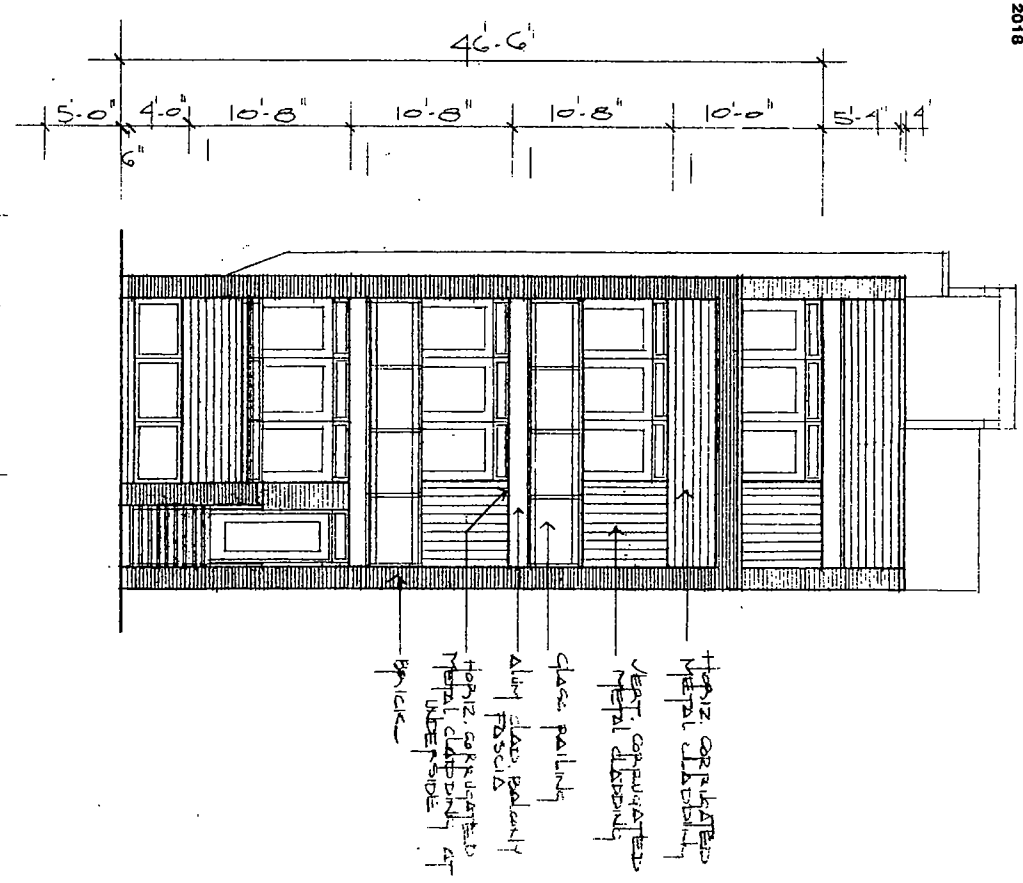 2018
46'-6"
5'-0" 4'-0" 10'-8" 10'-8" 10'-8" 10'-0" 5'-4" 4'
6"
HORIZ. CORRUGATED
METAL CLADDING
VERT. CORRUGATED
METAL CLADDING
GLASS RAILING
ALUM CLAD. BALCONY
FASCIA
HORIZ. CORRUGATED
METAL CLADDING AT
UNDERSIDE
BRICK